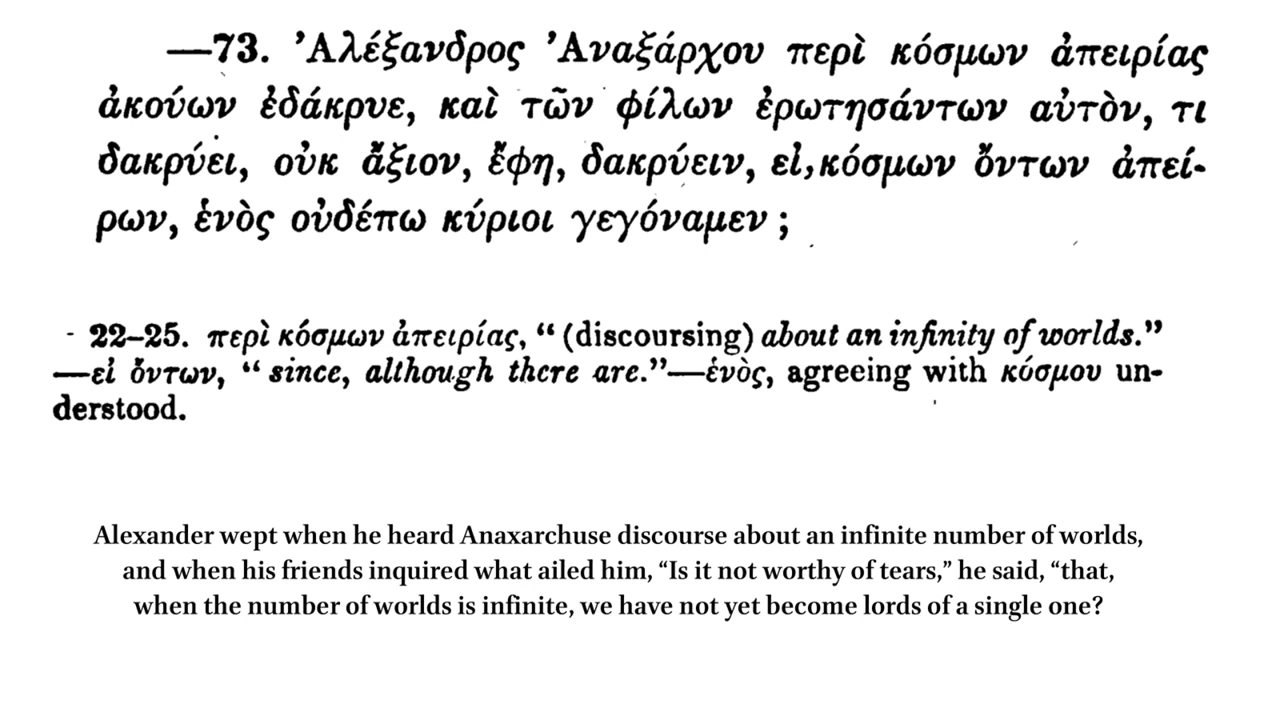 —73. Ἀλέξανδρος Ἀναξάρχου περὶ κόσμων ἀπειρίας
ἀκούων ἐδάκρυε, καὶ τῶν φίλων ἐρωτησάντων αὐτὸν, τι
δακρύει, οὐκ ἄξιον, ἔφη, δακρύειν, εἰ, κόσμων ὄντων ἀπεί-
ρων, ἑνὸς οὐδέπω κύριοι γεγόναμεν ;
22–25. περὶ κόσμων ἀπειρίας, “ (discoursing) about an infinity of worlds.”
—εἰ ὄντων, “ since, although there are.”—ἑνὸς, agreeing with κόσμου un-
derstood.
Alexander wept when he heard Anaxarchuse discourse about an infinite number of worlds,
and when his friends inquired what ailed him, “Is it not worthy of tears,” he said, “that,
when the number of worlds is infinite, we have not yet become lords of a single one?